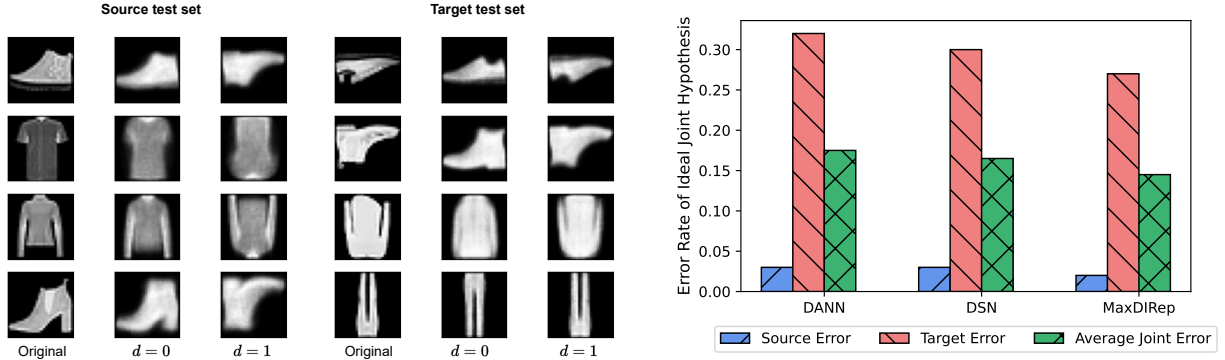 Source test set
Target test set
Original
d = 0
d = 1
Original
d = 0
d = 1
Error Rate of Ideal Joint Hypothesis
0.30
0.25
0.20
0.15
0.10
0.05
0.00
DANN
DSN
MaxDIRep
Source Error
Target Error
Average Joint Error